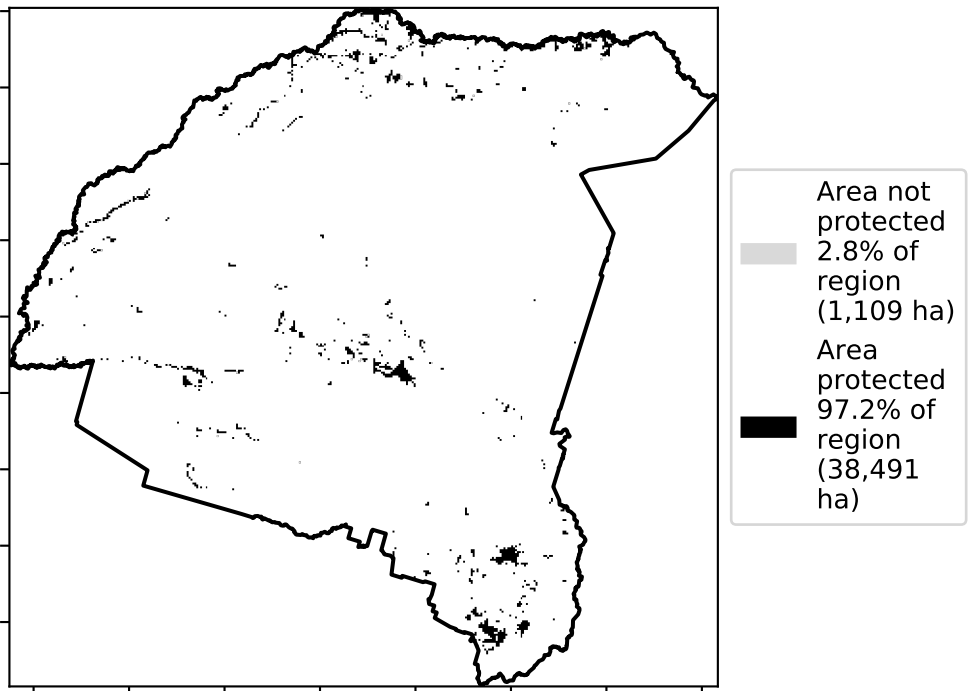 Area not
protected
2.8% of
region
(1,109 ha)
Area
protected
97.2% of
region
(38,491
ha)